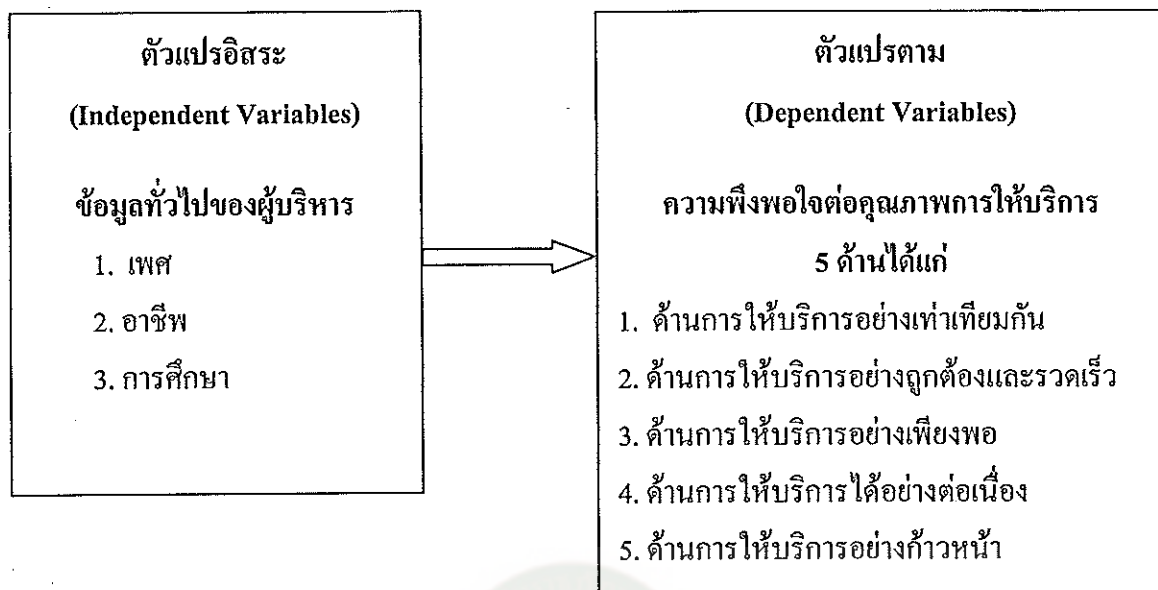 ตัวแปรอิสระ
(Independent Variables)
ข้อมูลทั่วไปของผู้บริหาร
1. เพศ
2. อาชีพ
3. การศึกษา
ตัวแปรตาม
(Dependent Variables)
ความพึงพอใจต่อคุณภาพการให้บริการ
5 ด้านได้แก่
1. ด้านการให้บริการอย่างเท่าเทียมกัน
2. ด้านการให้บริการอย่างถูกต้องและรวดเร็ว
3. ด้านการให้บริการอย่างเพียงพอ
4. ด้านการให้บริการได้อย่างต่อเนื่อง
5. ด้านการให้บริการอย่างก้าวหน้า